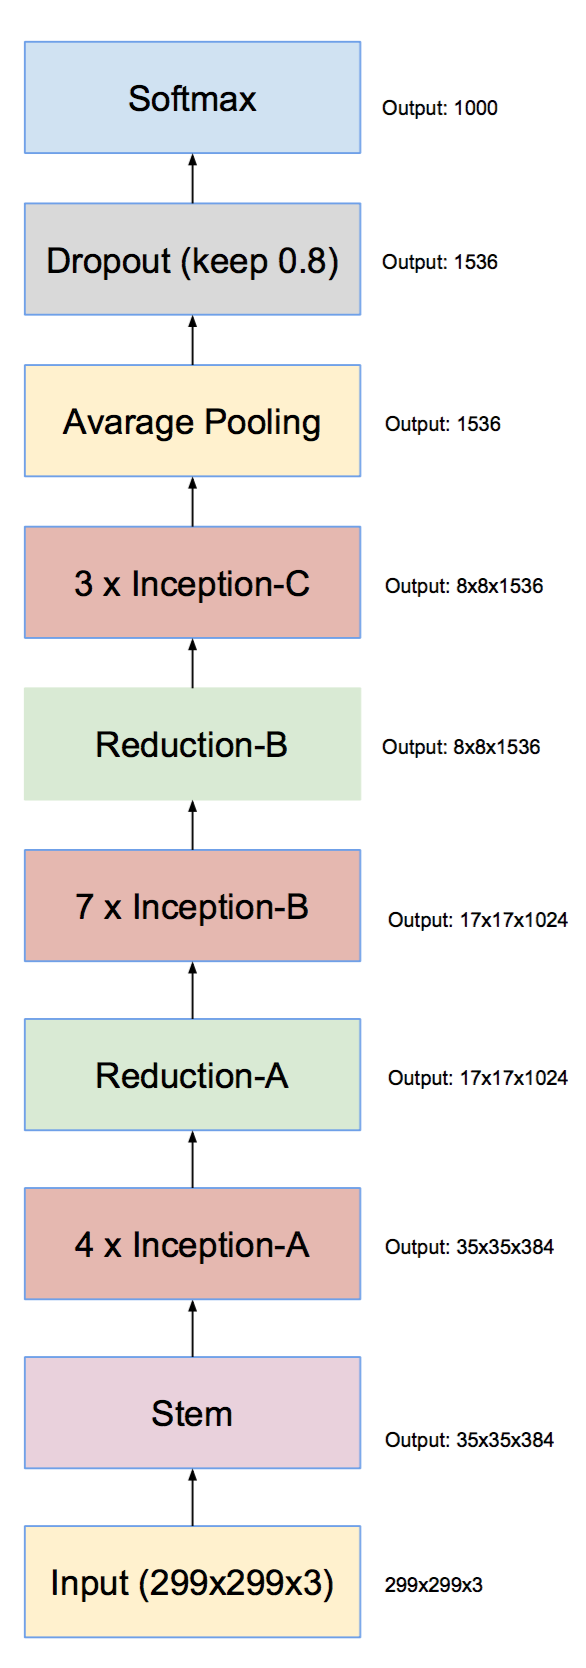 Softmax
Output: 1000
Dropout (keep 0.8)
Output: 1536
Avarage Pooling
Output: 1536
3 x Inception-C
Output: 8x8x1536
Reduction-B
Output: 8x8x1536
7 x Inception-B
Output: 17x17x1024
Reduction-A
Output: 17x17x1024
4 x Inception-A
Output: 35x35x384
Stem
Output: 35x35x384
Input (299x299x3)
299x299x3